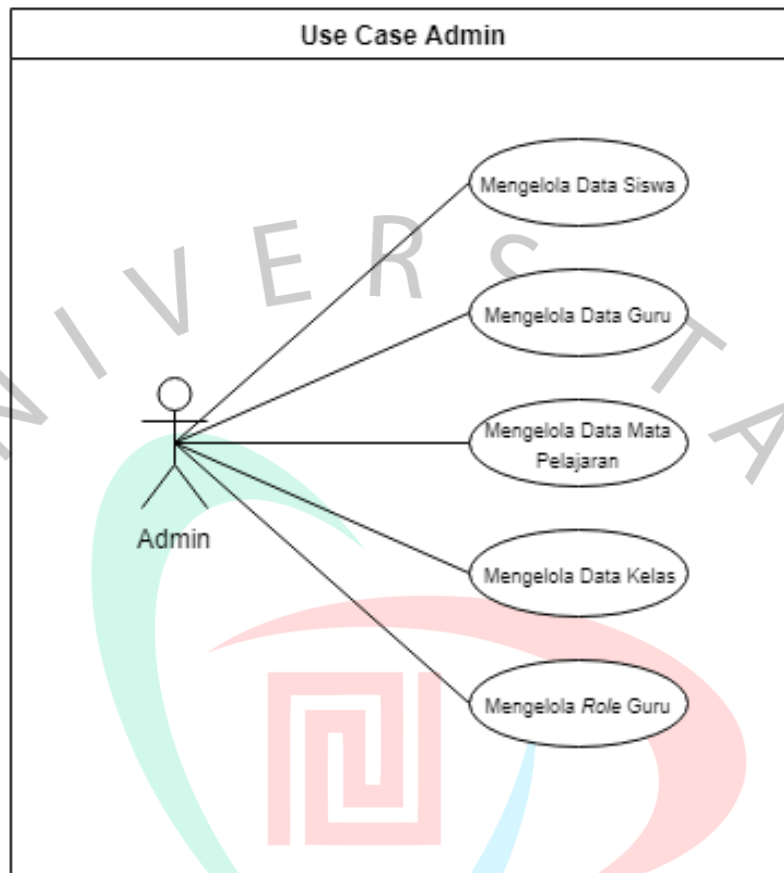 Use Case Admin
Mengelola Data Siswa
Mengelola Data Guru
Mengelola Data Mata
Pelajaran
Admin
Mengelola Data Kelas
Mengelola Role Guru
NIVERSITA